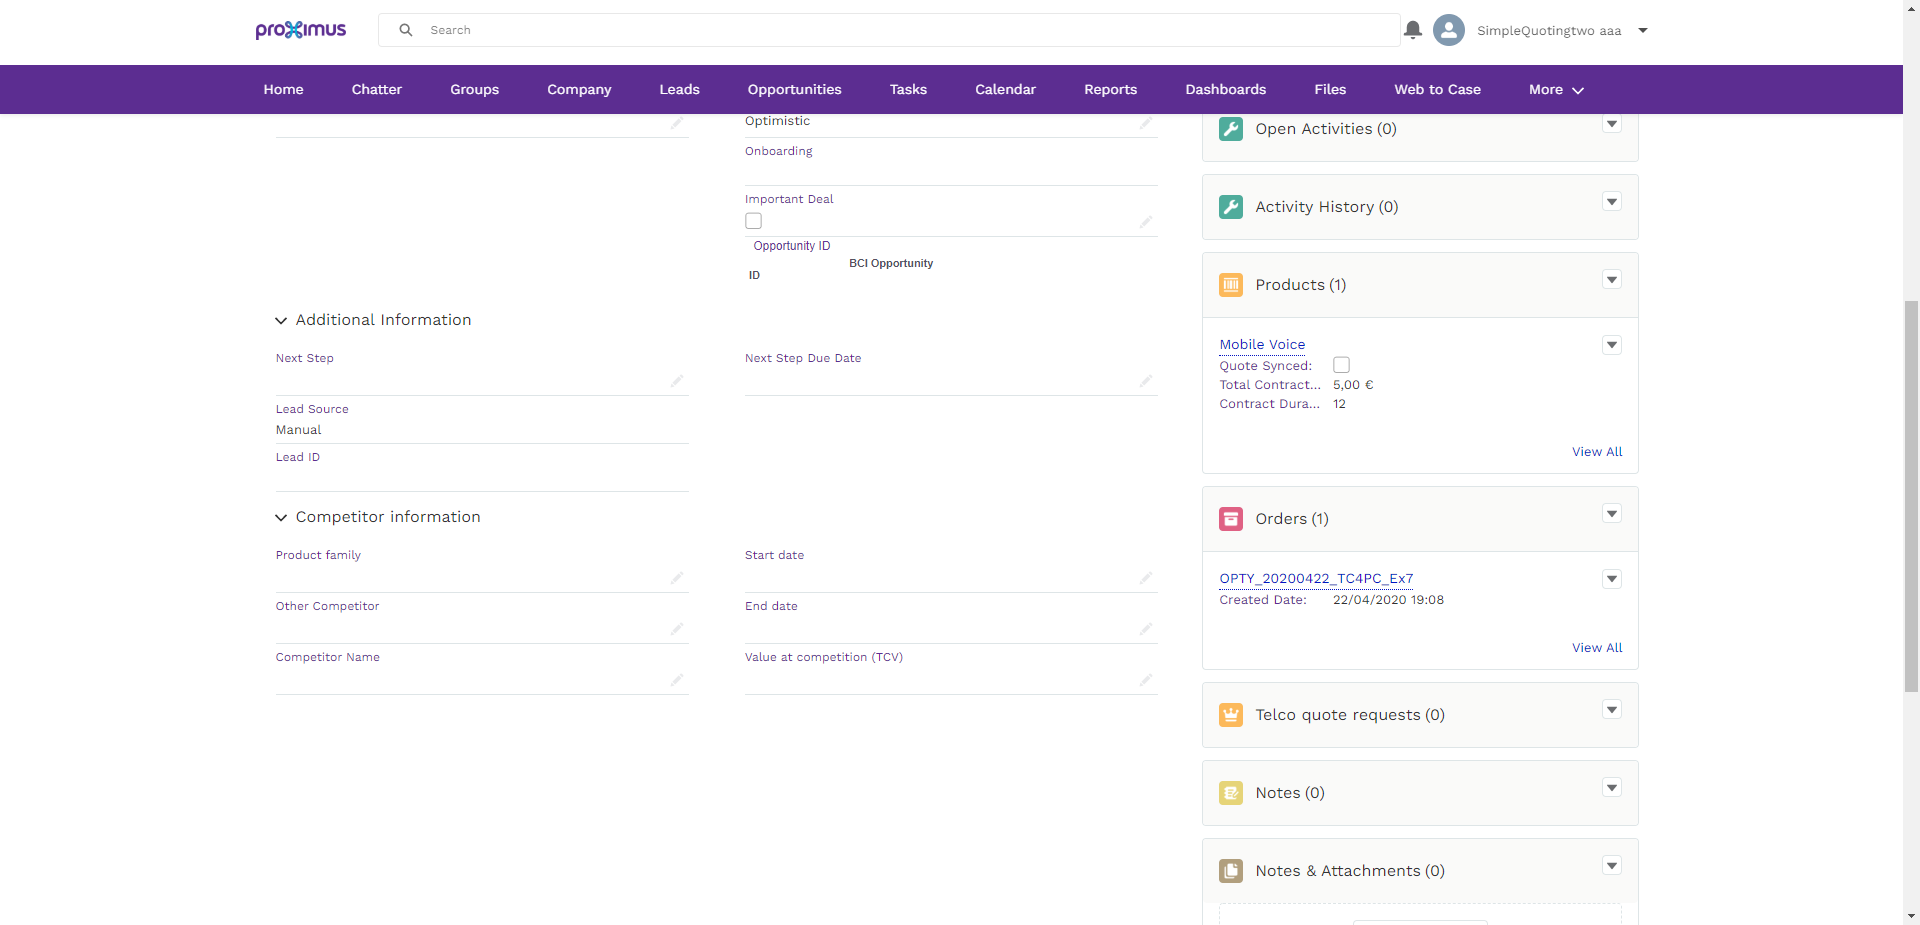 proximus
Search
SimpleQuotingtwo aaa
Home
Chatter
Groups
Company
Leads
Opportunities
Tasks
Calendar
Reports
Dashboards
Files
Web to Case
More
Optimistic
Onboarding
Important Deal
Opportunity ID
BCI Opportunity
ID
Additional Information
Next Step
Next Step Due Date
Lead Source
Manual
Lead ID
Competitor information
Product family
Start date
Other Competitor
End date
Competitor Name
Value at competition (TCV)
Open Activities (0)
Activity History (0)
Products (1)
Mobile Voice
Quote Synced:
Total Contract... 5,00 €
Contract Dura... 12
View All
Orders (1)
OPTY_20200422_TC4PC_Ex7
Created Date: 22/04/2020 19:08
View All
Telco quote requests (0)
Notes (0)
Notes & Attachments (0)